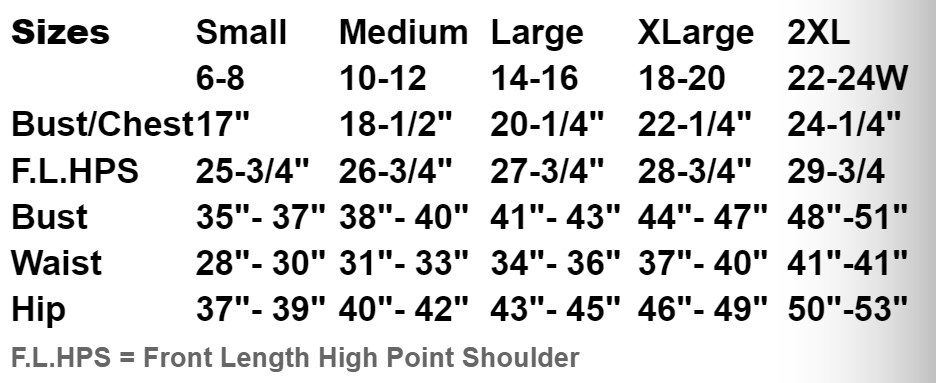 Sizes Small Medium Large XLarge 2XL
6-8 10-12 14-16 18-20 22-24W
Bust/Chest 17" 18-1/2" 20-1/4" 22-1/4" 24-1/4"
F.L.HPS 25-3/4" 26-3/4" 27-3/4" 28-3/4" 29-3/4
Bust 35"- 37" 38"- 40" 41"- 43" 44"- 47" 48"-51"
Waist 28"- 30" 31"- 33" 34"- 36" 37"- 40" 41"-41"
Hip 37"- 39" 40"- 42" 43"- 45" 46"- 49" 50"-53"
F.L.HPS = Front Length High Point Shoulder